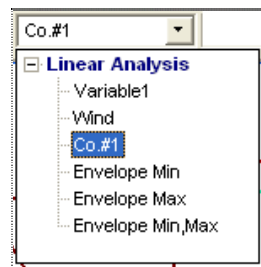 Co.#1
Linear Analysis
Variable1
Wind
Co.#1
Envelope Min
Envelope Max
Envelope Min,Max